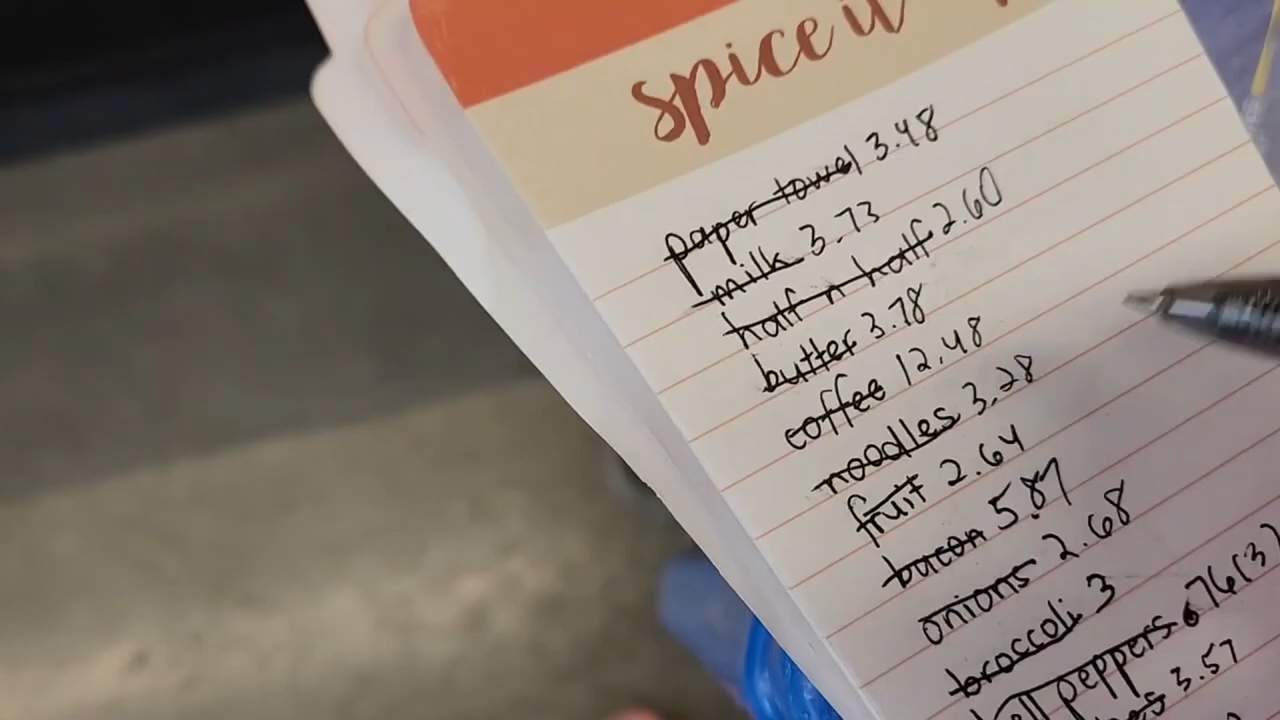 spice it
paper towel 3.48
milk 3.73
half n half 2.60
butter 3.78
coffee 12.48
noodles 3.28
fruit 2.64
bacon 5.87
onions 2.68
broccoli 3
bell peppers .76(3)
3.57